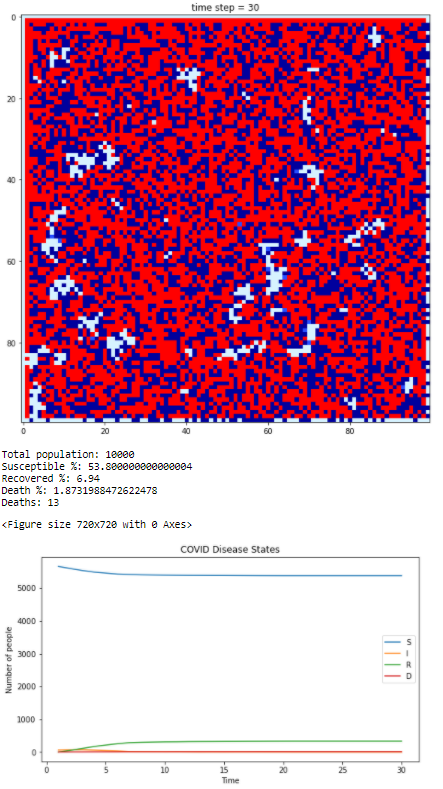 time step = 30
0
20
40
60
80
0 20 40 60 80
Total population: 10000
Susceptible %: 53.800000000000004
Recovered %: 6.94
Death %: 1.8731988472622478
Deaths: 13
<Figure size 720x720 with 0 Axes>
COVID Disease States
Number of people
5000
4000
3000
2000
1000
0
S
I
R
D
0 5 10 15 20 25 30
Time